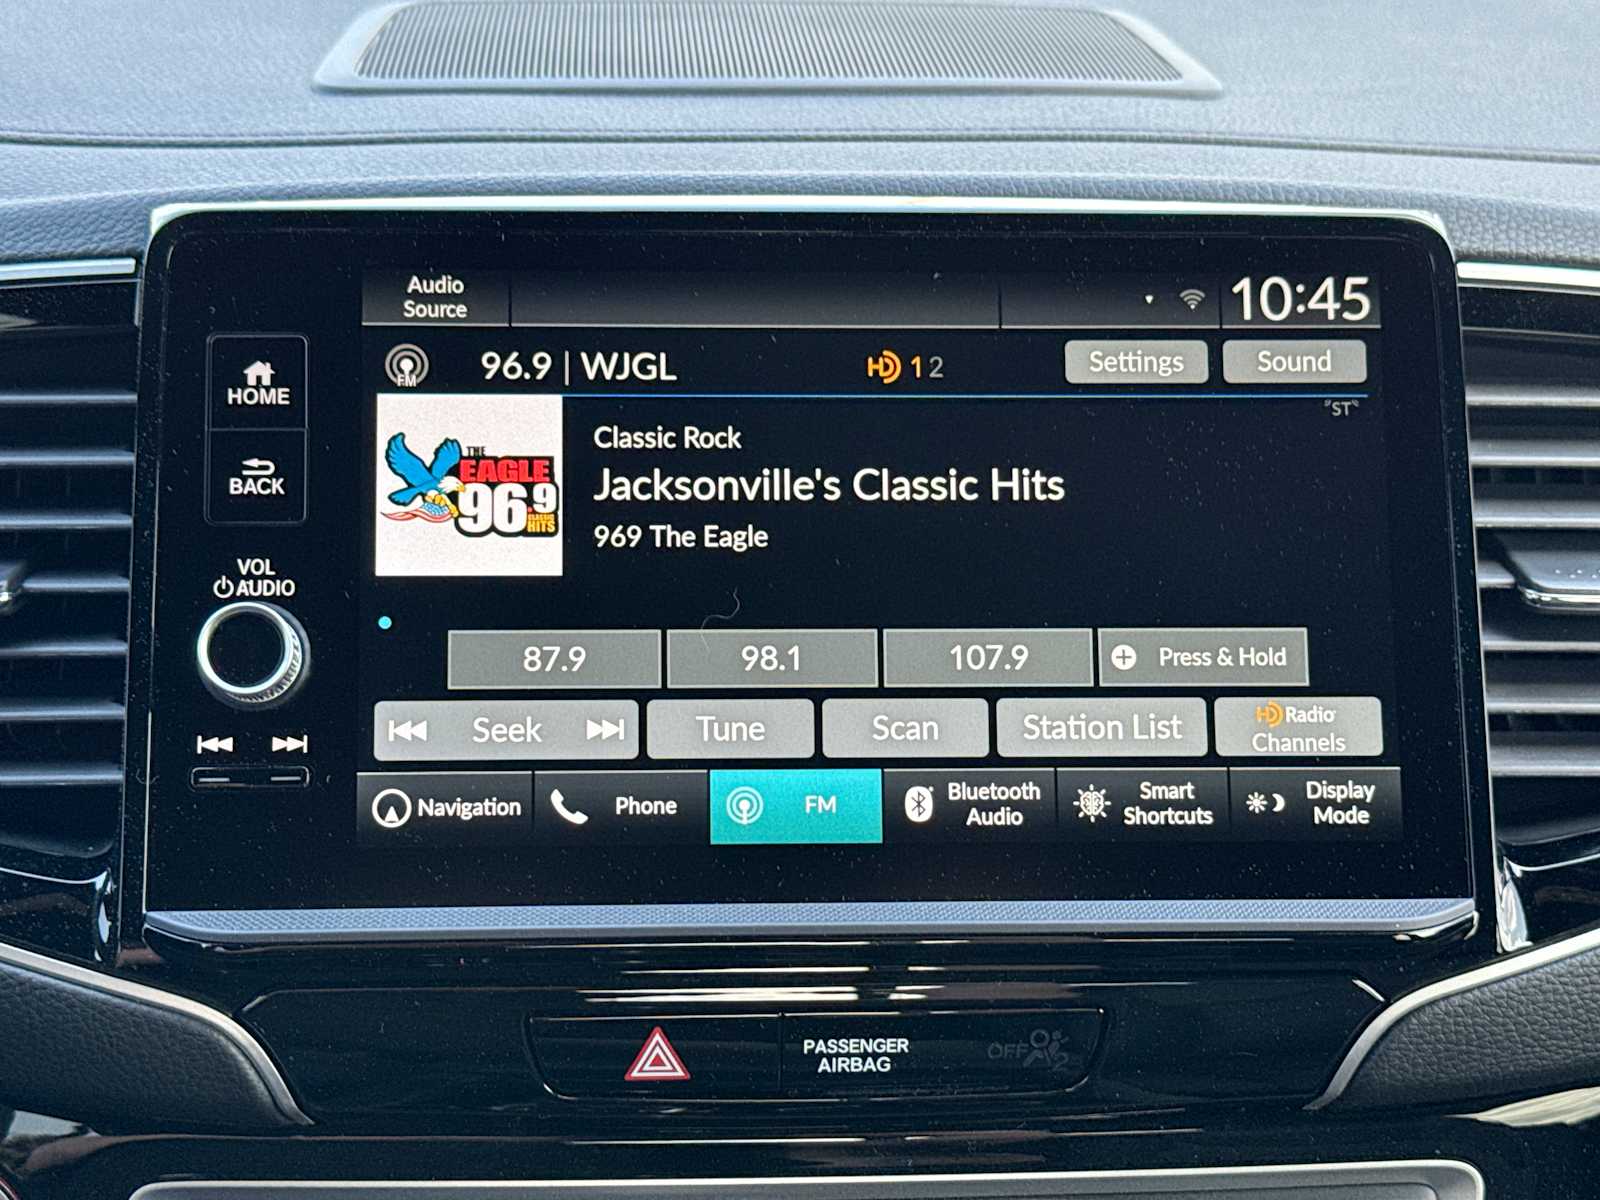 Audio
Source
10:45
HOME
BACK
VOL
AUDIO
FM
96.9 | WJGL
HD 1 2
Settings
Sound
"ST"
THE
EAGLE
96.9
CLASSIC
HITS
Classic Rock
Jacksonville's Classic Hits
969 The Eagle
87.9
98.1
107.9
Press & Hold
Seek
Tune
Scan
Station List
HD Radio
Channels
Navigation
Phone
FM
Bluetooth
Audio
Smart
Shortcuts
Display
Mode
PASSENGER
AIRBAG
OFF